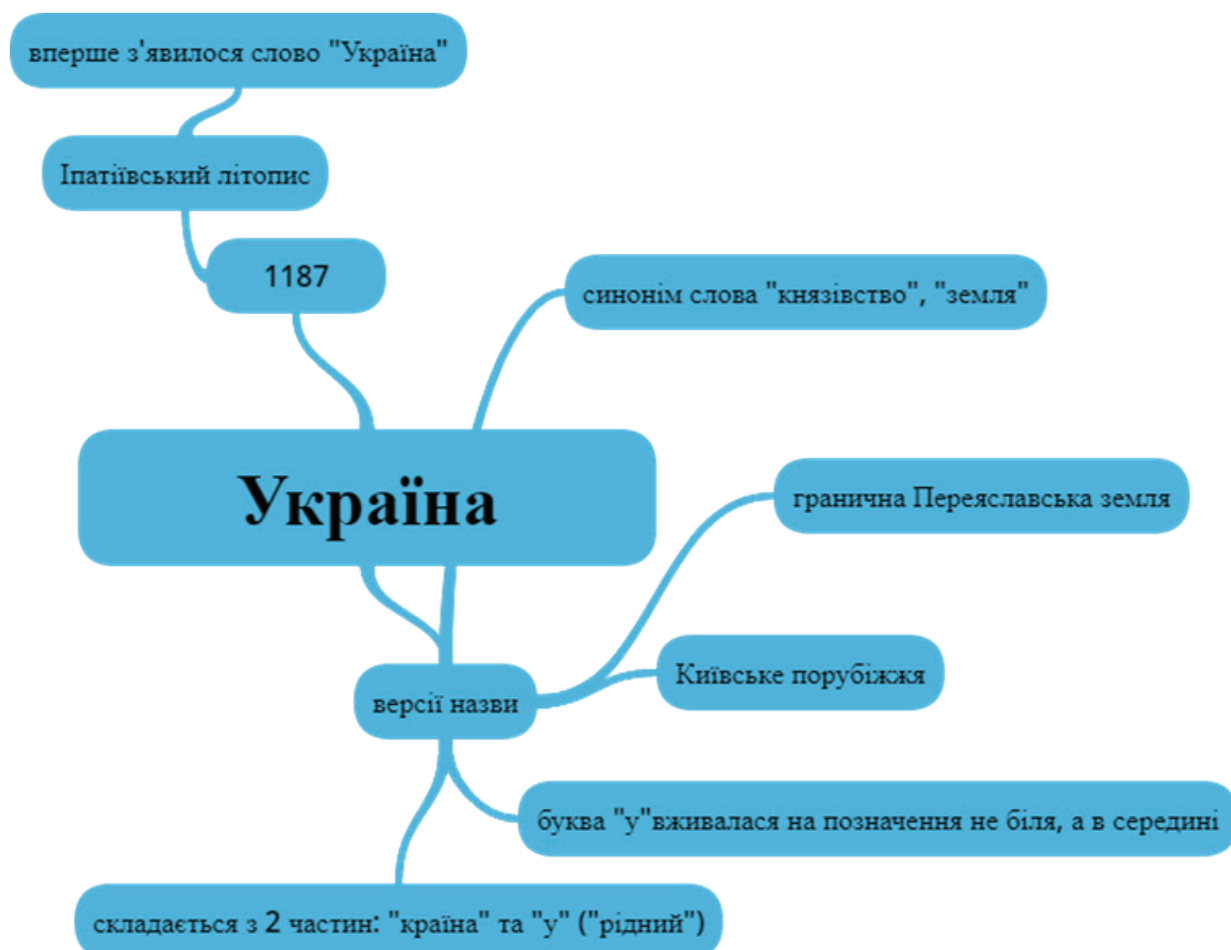 вперше з'явилося слово "Україна"
Іпатіївський літопис
1187
синонім слова "князівство", "земля"
Україна
гранична Переяславська земля
Київське порубіжжя
версії назви
буква "у"вживалася на позначення не біля, а в середині
складається з 2 частин: "країна" та "у" ("рідний")